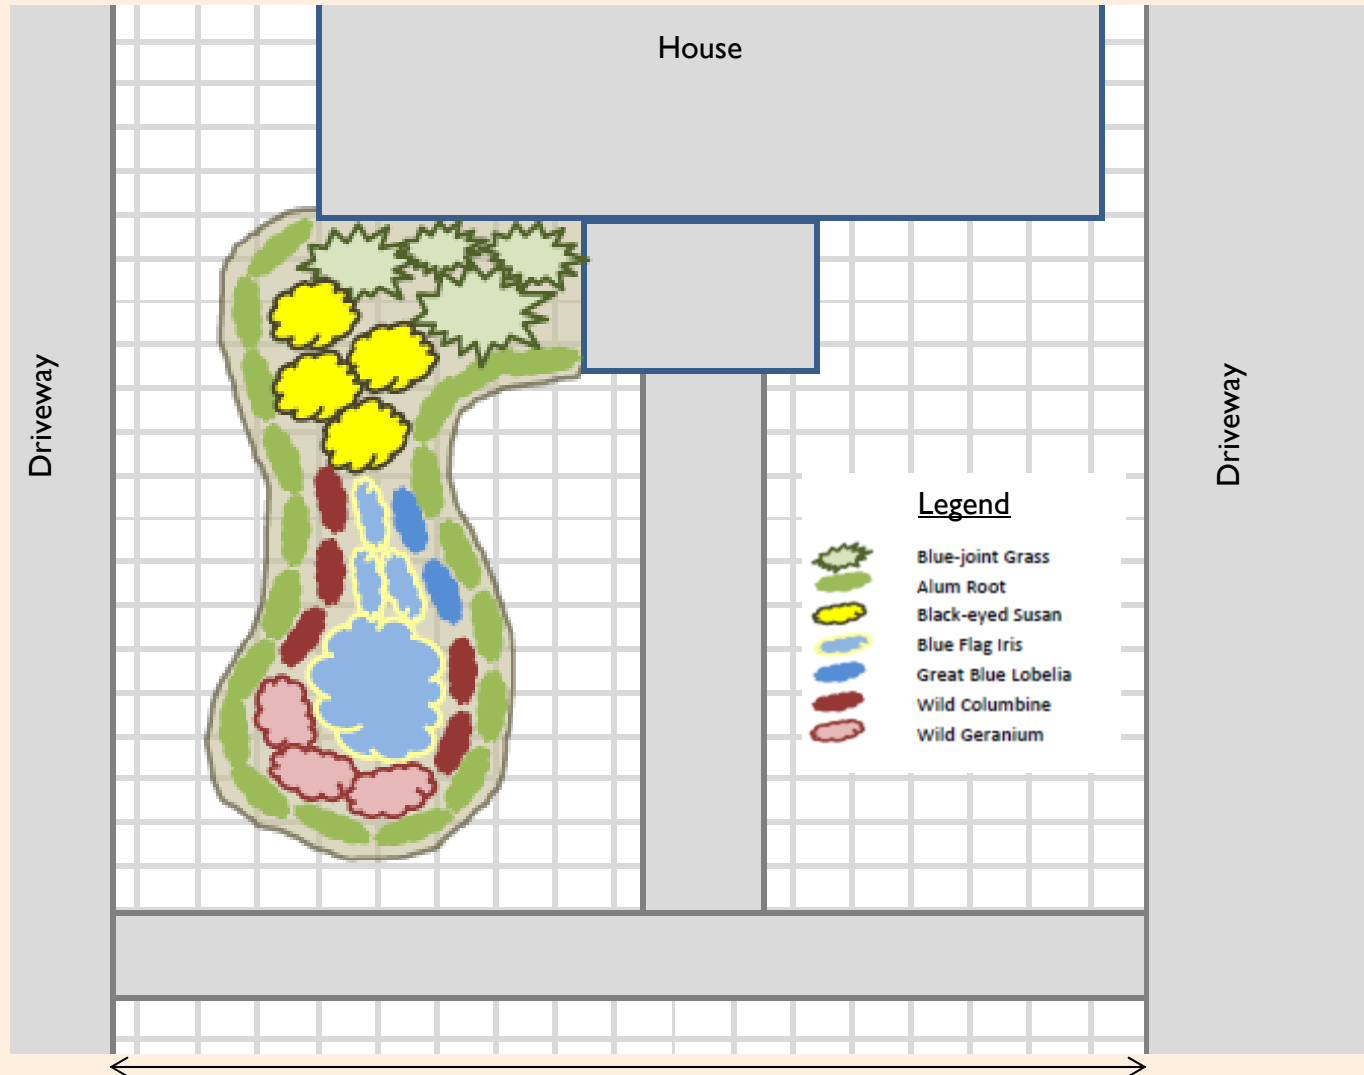 House
Driveway
Driveway
Legend
Blue-joint Grass
Alum Root
Black-eyed Susan
Blue Flag Iris
Great Blue Lobelia
Wild Columbine
Wild Geranium